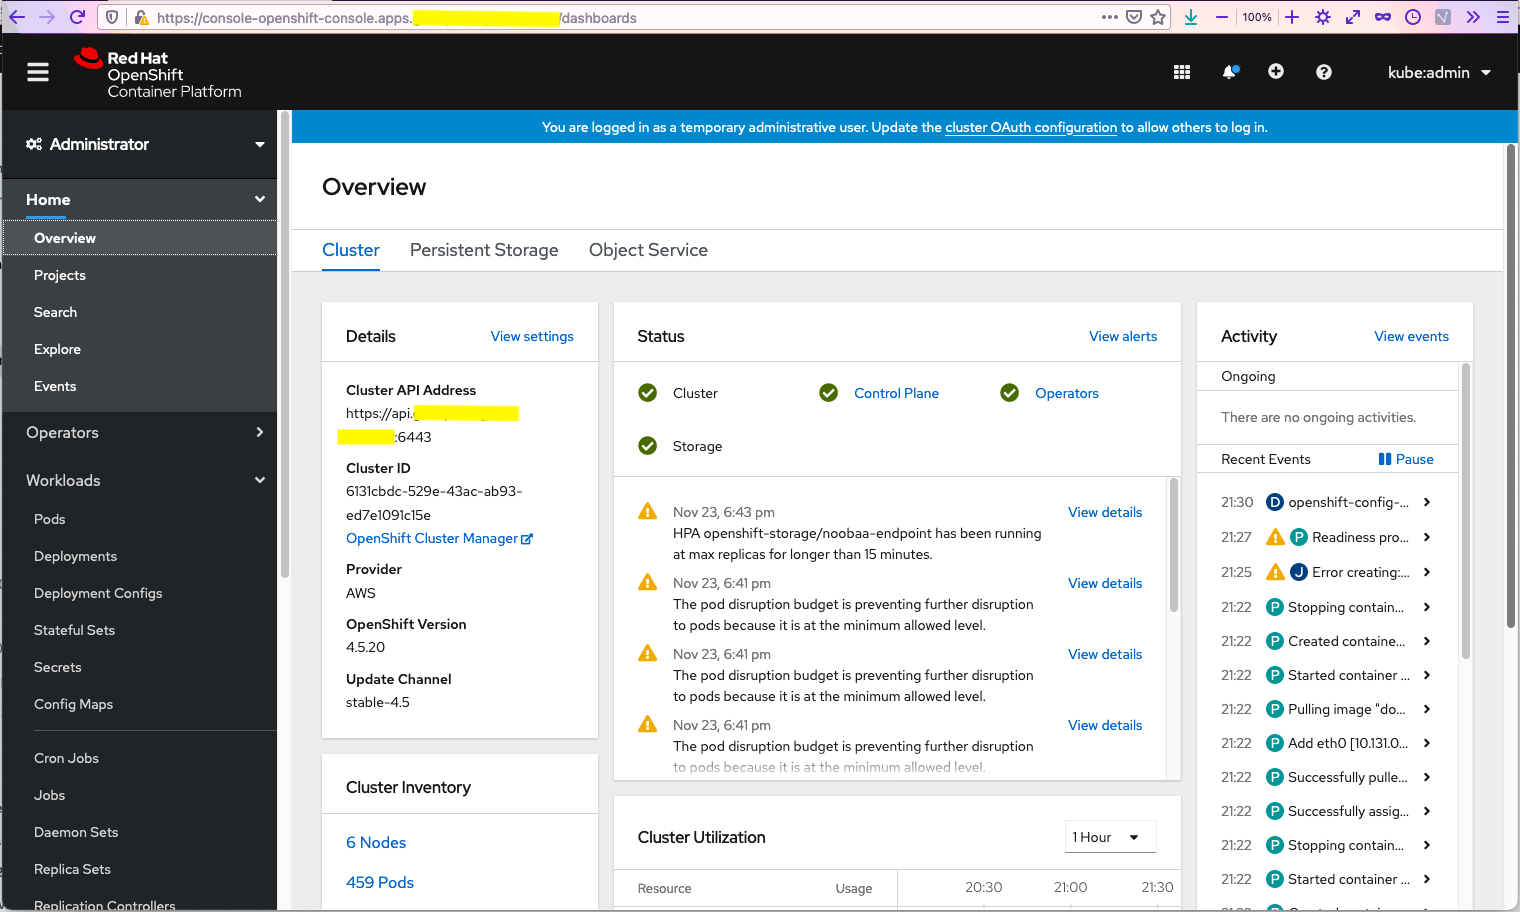 https://console-openshift-console.apps. /dashboards
100%
Red Hat
OpenShift
Container Platform
kube:admin
Administrator
You are logged in as a temporary administrative user. Update the cluster OAuth configuration to allow others to log in.
Home
Overview
Projects
Search
Explore
Events
Operators
Workloads
Pods
Deployments
Deployment Configs
Stateful Sets
Secrets
Config Maps
Cron Jobs
Jobs
Daemon Sets
Replica Sets
Replication Controllers
Overview
Cluster Persistent Storage Object Service
Details View settings
Cluster API Address
https://api.
:6443
Cluster ID
6131cbdc-529e-43ac-ab93-
ed7e1091c15e
OpenShift Cluster Manager
Provider
AWS
OpenShift Version
4.5.20
Update Channel
stable-4.5
Cluster Inventory
6 Nodes
459 Pods
Status View alerts
Cluster Control Plane Operators
Storage
Nov 23, 6:43 pm View details
HPA openshift-storage/noobaa-endpoint has been running
at max replicas for longer than 15 minutes.
Nov 23, 6:41 pm View details
The pod disruption budget is preventing further disruption
to pods because it is at the minimum allowed level.
Nov 23, 6:41 pm View details
The pod disruption budget is preventing further disruption
to pods because it is at the minimum allowed level.
Nov 23, 6:41 pm View details
The pod disruption budget is preventing further disruption
to pods because it is at the minimum allowed level.
Cluster Utilization 1 Hour
Resource Usage 20:30 21:00 21:30
Activity View events
Ongoing
There are no ongoing activities.
Recent Events Pause
21:30 D openshift-config-...
21:27 P Readiness pro...
21:25 J Error creating:...
21:22 P Stopping contain...
21:22 P Created containe...
21:22 P Started container ...
21:22 P Pulling image "do...
21:22 P Add eth0 [10.131.0...
21:22 P Successfully pulle...
21:22 P Successfully assig...
21:22 P Stopping contain...
21:22 P Started container ...